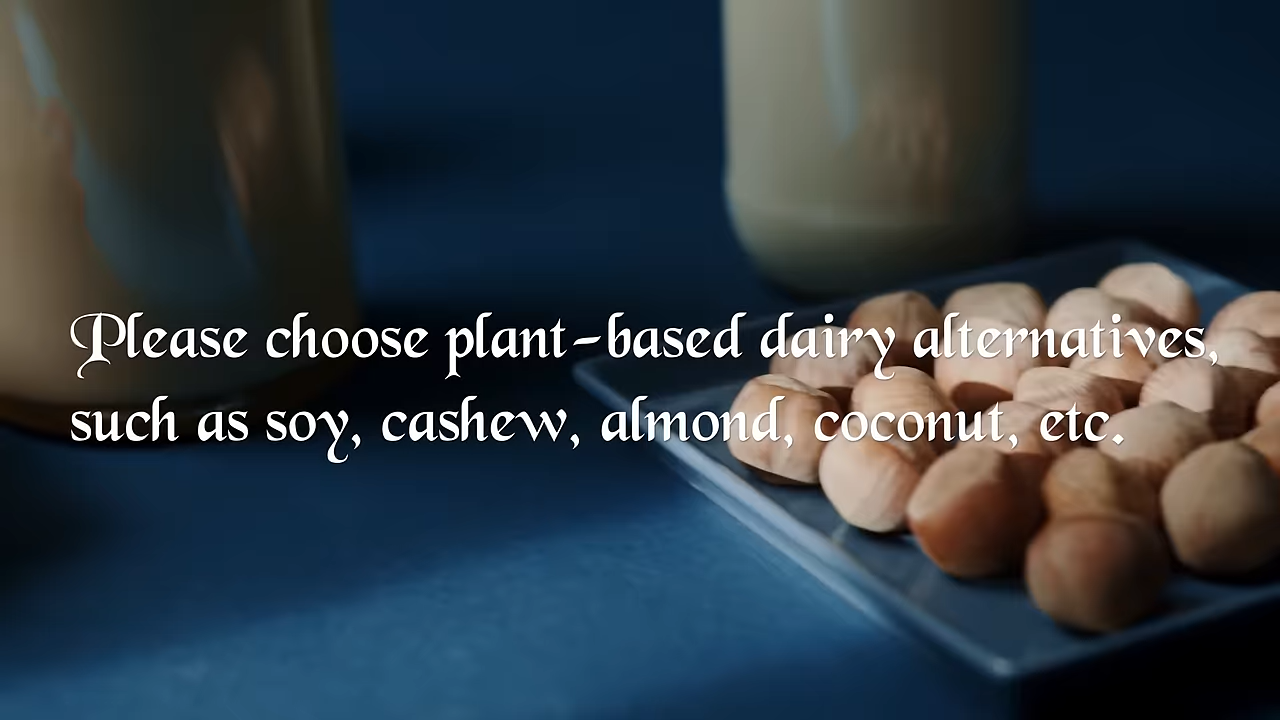 Please choose plant-based dairy alternatives,
such as soy, cashew, almond, coconut, etc.